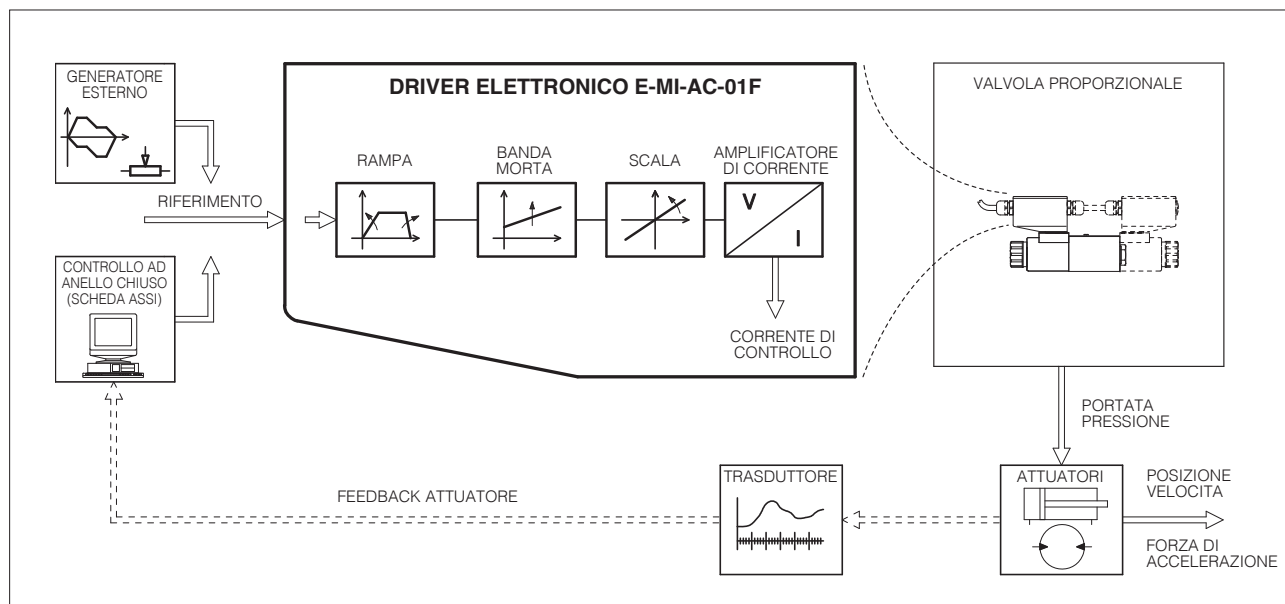 GENERATORE
ESTERNO
RIFERIMENTO
CONTROLLO AD
ANELLO CHIUSO
(SCHEDA ASSI)
DRIVER ELETTRONICO E-MI-AC-01F
RAMPA
BANDA
MORTA
SCALA
AMPLIFICATORE
DI CORRENTE
V
I
CORRENTE DI
CONTROLLO
VALVOLA PROPORZIONALE
PORTATA
PRESSIONE
ATTUATORI
POSIZIONE
VELOCITA
FORZA DI
ACCELERAZIONE
TRASDUTTORE
FEEDBACK ATTUATORE